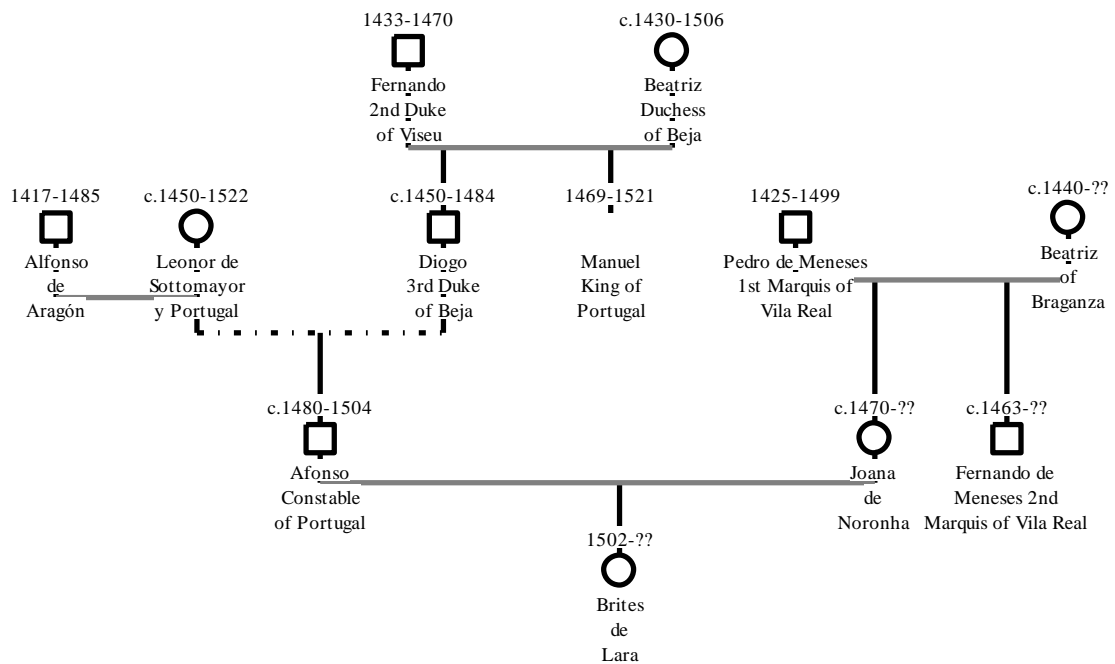 1433-1470
Fernando
2nd Duke
of Viseu
c.1430-1506
Beatriz
Duchess
of Beja
1417-1485
Alfonso
de
Aragón
c.1450-1522
Leonor de
Sottomayor
y Portugal
c.1450-1484
Diogo
3rd Duke
of Beja
1469-1521
Manuel
King of
Portugal
1425-1499
Pedro de Meneses
1st Marquis of
Vila Real
c.1440-??
Beatriz
of
Braganza
c.1480-1504
Afonso
Constable
of Portugal
c.1470-??
Joana
de
Noronha
c.1463-??
Fernando de
Meneses 2nd
Marquis of Vila Real
1502-??
Brites
de
Lara